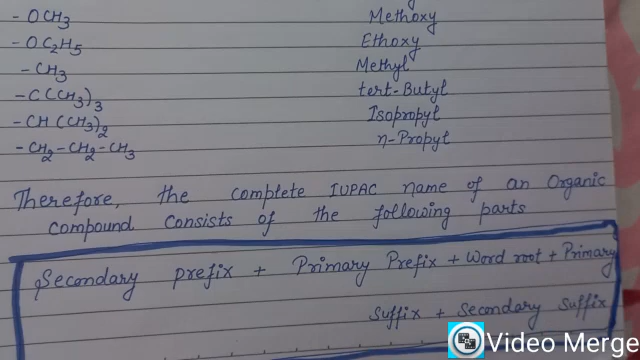 - OCH3 Methoxy
- OC2H5 Ethoxy
- CH3 Methyl
- C(CH3)3 tert-Butyl
- CH(CH3)2 Isopropyl
- CH2-CH2-CH3 n-Propyl
Therefore, the complete IUPAC name of an Organic
compound consists of the following parts
Secondary prefix + Primary Prefix + word root + Primary
suffix + Secondary suffix
Video Merge